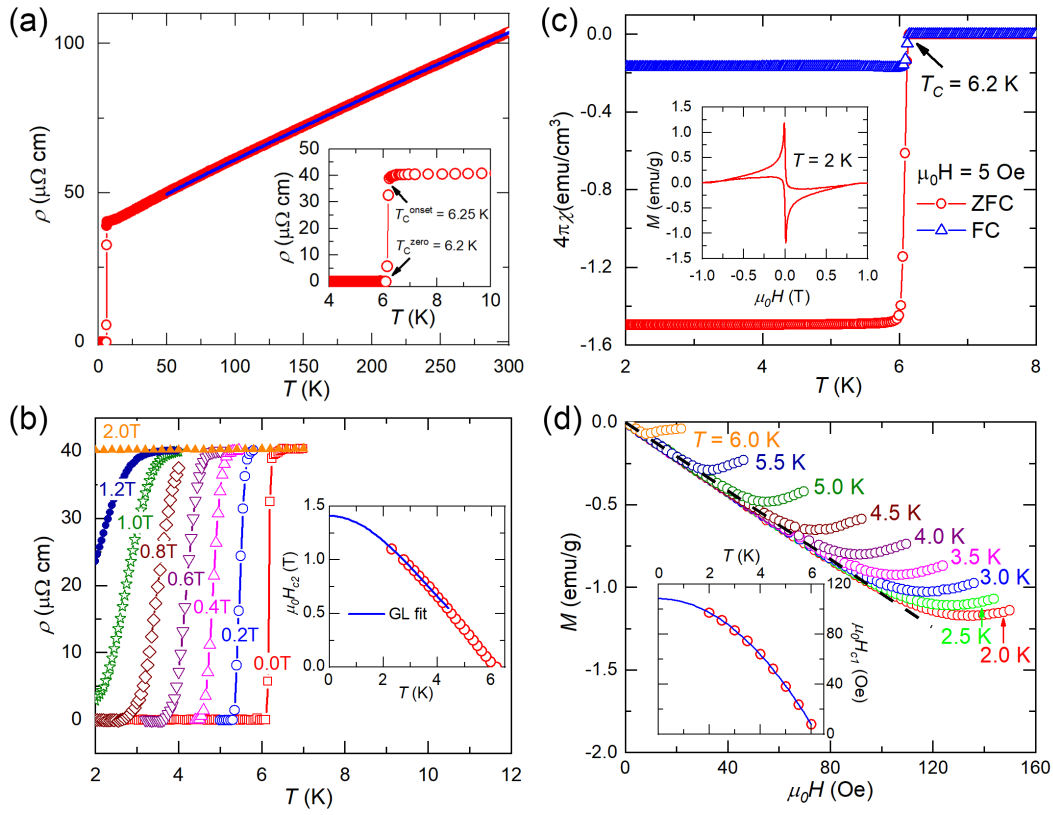 (a)
100
50
0
ρ (μΩ cm)
0 50 100 150 200 250 300
T (K)
50
40
30
20
10
0
ρ (μΩ cm)
T_C^onset = 6.25 K
T_C^zero = 6.2 K
4 6 8 10
T (K)
(b)
40
30
20
10
0
ρ (μΩ cm)
2.0T
1.2T
1.0T
0.8T
0.6T
0.4T
0.2T
0.0T
2 4 6 8 10 12
T (K)
1.5
1.0
0.5
0.0
μ₀H_c2 (T)
GL fit
0 2 4 6
T (K)
(c)
0.0
-0.4
-0.8
-1.2
-1.6
4πχ(emu/cm³)
T_C = 6.2 K
μ₀H = 5 Oe
ZFC
FC
2 4 6 8
T (K)
1.5
1.0
0.5
0.0
-0.5
-1.0
-1.5
M (emu/g)
T = 2 K
-1.0 -0.5 0.0 0.5 1.0
μ₀H (T)
(d)
0.0
-0.5
-1.0
-1.5
-2.0
M (emu/g)
T = 6.0 K
5.5 K
5.0 K
4.5 K
4.0 K
3.5 K
3.0 K
2.5 K
2.0 K
0 40 80 120 160
μ₀H (Oe)
T (K)
0 1 2 3 4 5 6
120
80
40
0
μ₀H_c1 (Oe)